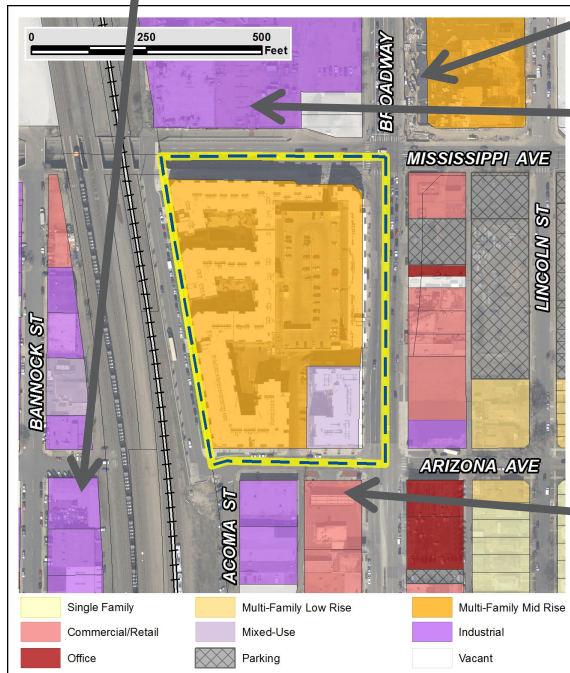 0 250 500
Feet
BROADWAY
MISSISSIPPI AVE
LINCOLN ST
BANNOCK ST
ARIZONA AVE
ACOMA ST
Single Family
Multi-Family Low Rise
Multi-Family Mid Rise
Commercial/Retail
Mixed-Use
Industrial
Office
Parking
Vacant